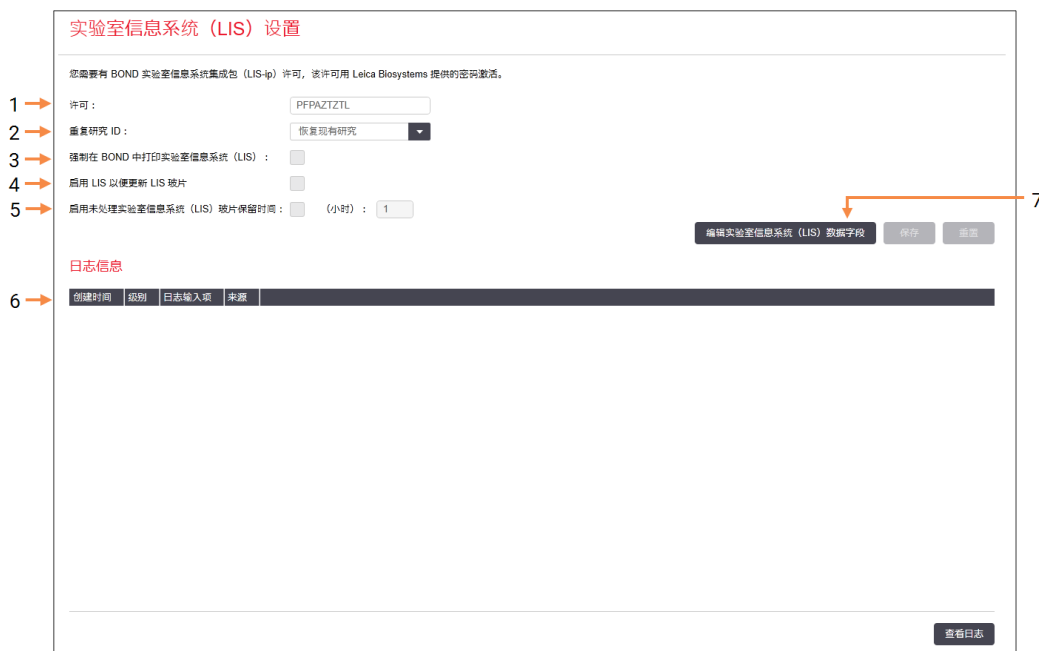 实验室信息系统（LIS）设置
您需要有 BOND 实验室信息系统集成包（LIS-ip）许可，该许可用 Leica Biosystems 提供的密码激活。
1 许可： PFPAZTZTL
2 重复研究 ID： 恢复现有研究
3 强制在 BOND 中打印实验室信息系统（LIS）：
4 启用 LIS 以便更新 LIS 玻片
5 启用未处理实验室信息系统（LIS）玻片保留时间： （小时）： 1
7
编辑实验室信息系统（LIS）数据字段 保存 重置
日志信息
6 创建时间 级别 日志输入项 来源
查看日志